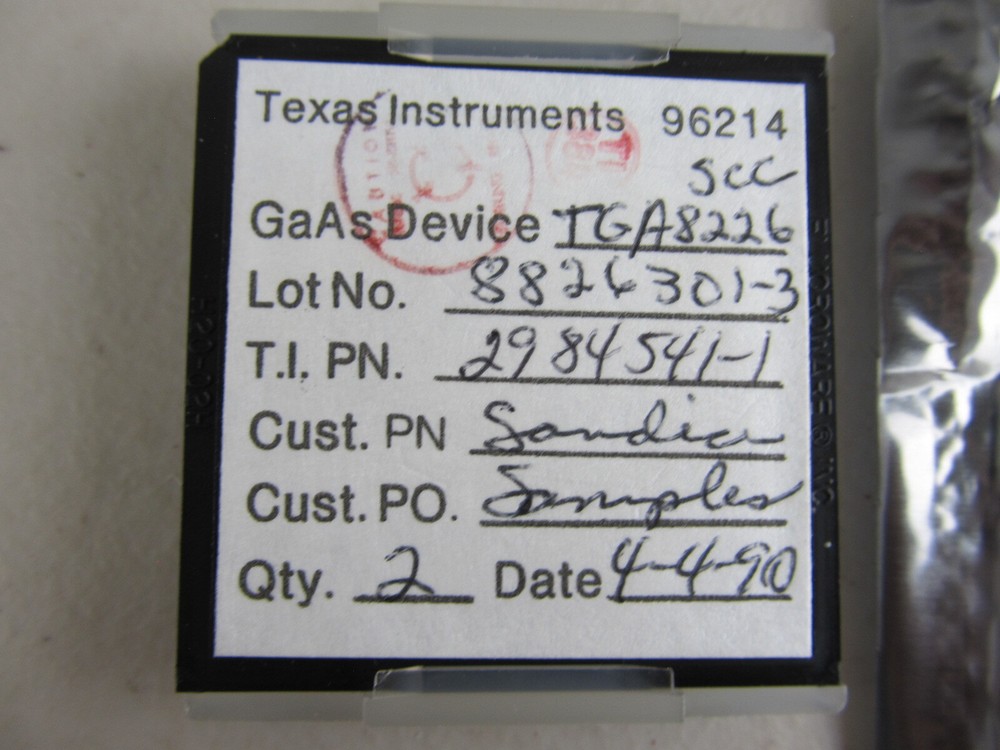 Texas Instruments 96214
SCC
GaAs Device TGA8226
Lot No. 8826301-3
T.I. PN. 2984541-1
Cust. PN Sandia
Cust. PO. Samples
Qty. 2 Date 4-4-90